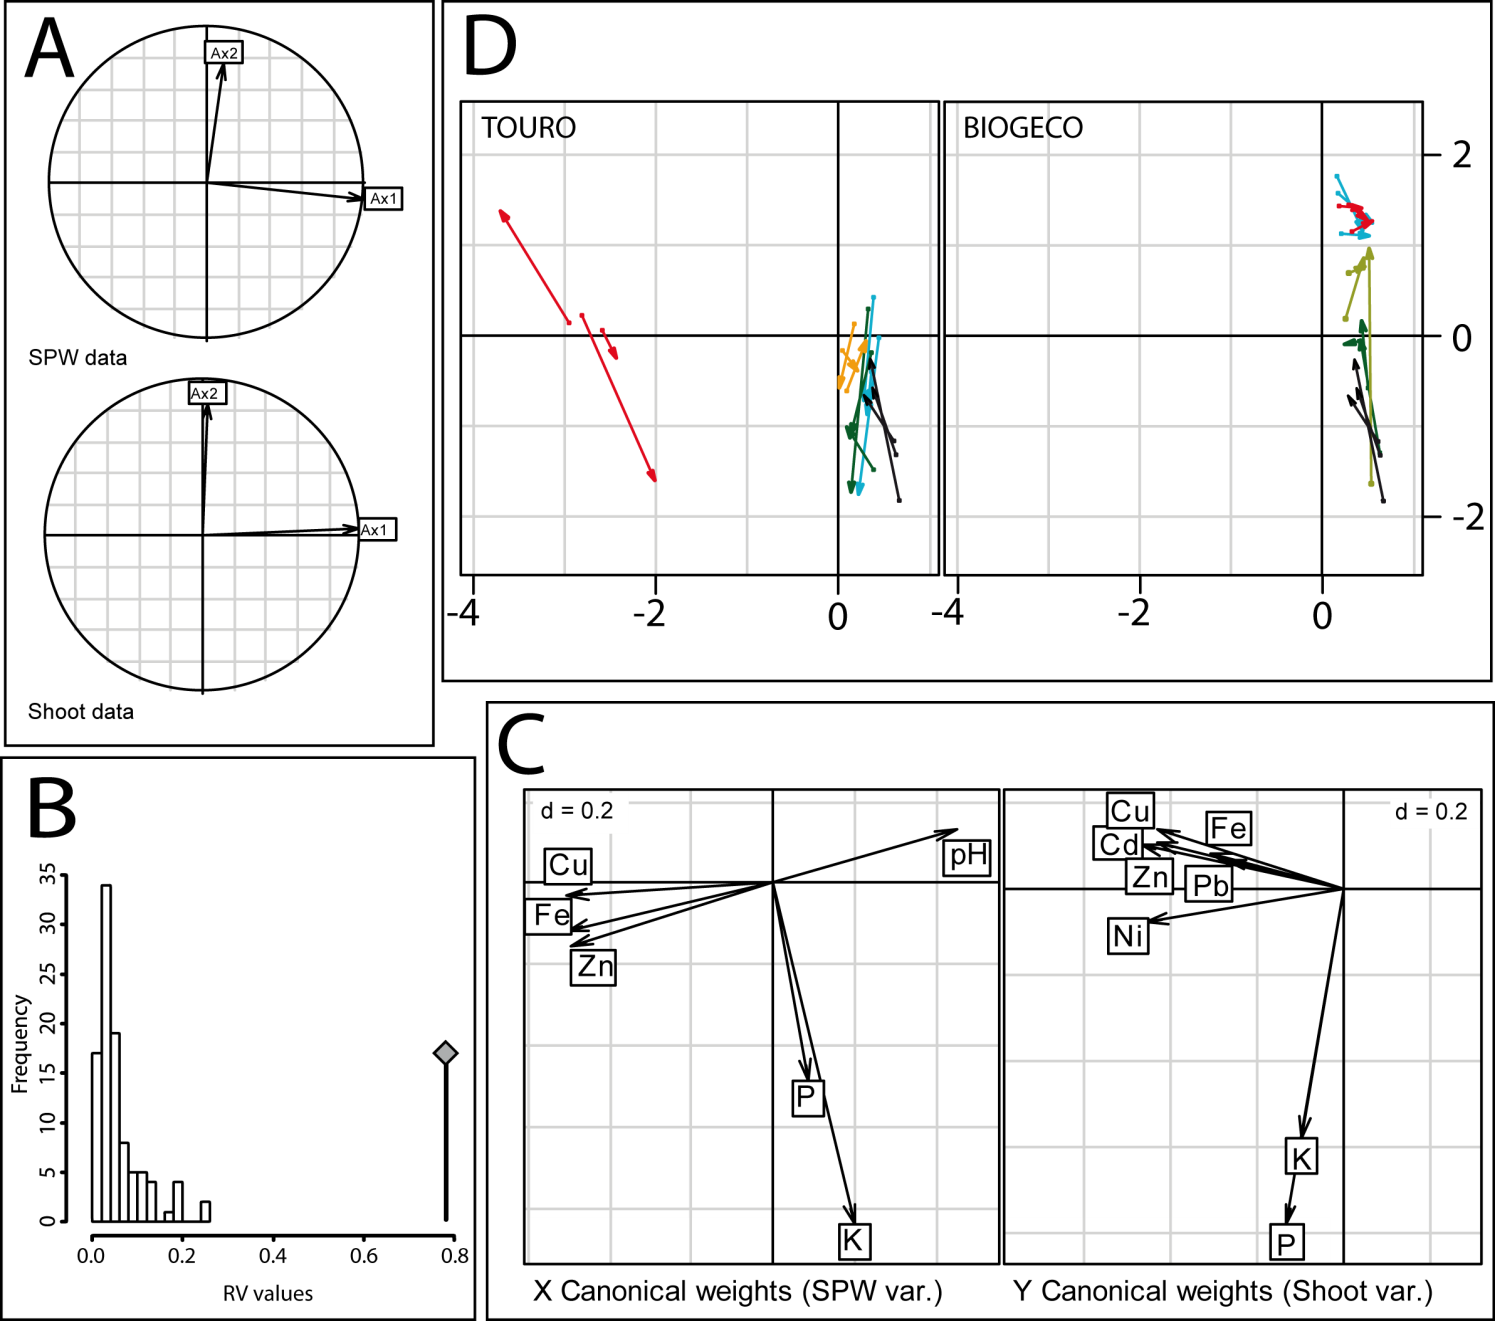 A
Ax2
Ax1
SPW data
Ax2
Ax1
Shoot data
D
TOURO
BIOGECO
2
0
-2
-4
-2
0
-4
-2
0
B
Frequency
35
30
25
20
15
10
5
0
0.0
0.2
0.4
0.6
0.8
RV values
C
d = 0.2
pH
Cu
Fe
Zn
P
K
X Canonical weights (SPW var.)
d = 0.2
Cu
Fe
Cd
Zn
Pb
Ni
K
P
Y Canonical weights (Shoot var.)